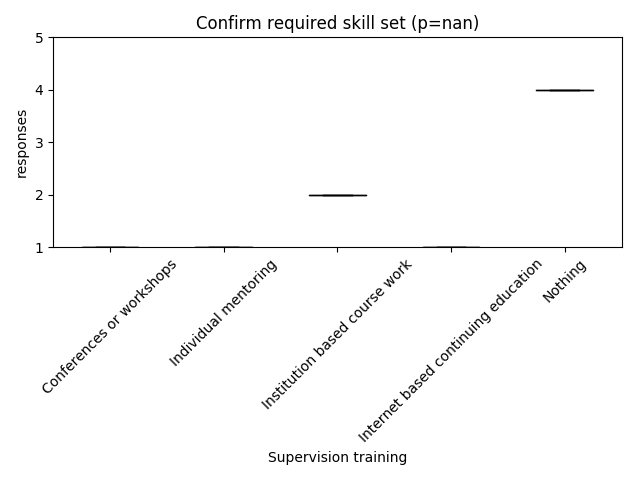 Confirm required skill set (p=nan)
responses
5
4
3
2
1
Conferences or workshops
Individual mentoring
Institution based course work
Internet based continuing education
Nothing
Supervision training